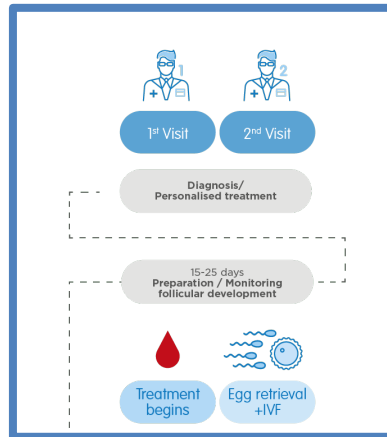 1 2
1st Visit 2nd Visit
Diagnosis/
Personalised treatment
15-25 days
Preparation / Monitoring
follicular development
Treatment
begins
Egg retrieval
+IVF